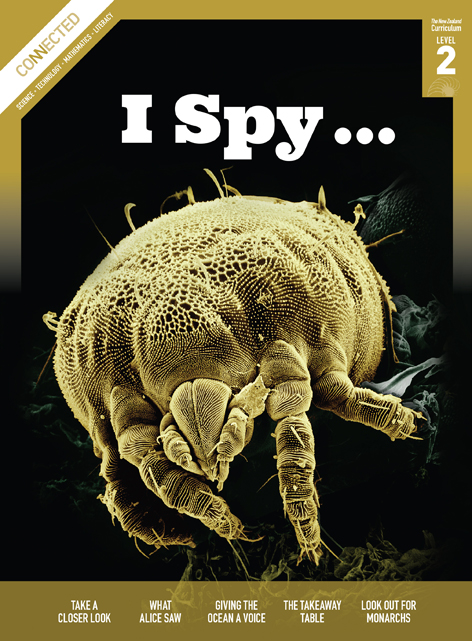 CONNECTED
SCIENCE • TECHNOLOGY • MATHEMATICS • LITERACY
The New Zealand
Curriculum
LEVEL
2
I Spy ...
TAKE A
CLOSER LOOK
WHAT
ALICE SAW
GIVING THE
OCEAN A VOICE
THE TAKEAWAY
TABLE
LOOK OUT FOR
MONARCHS